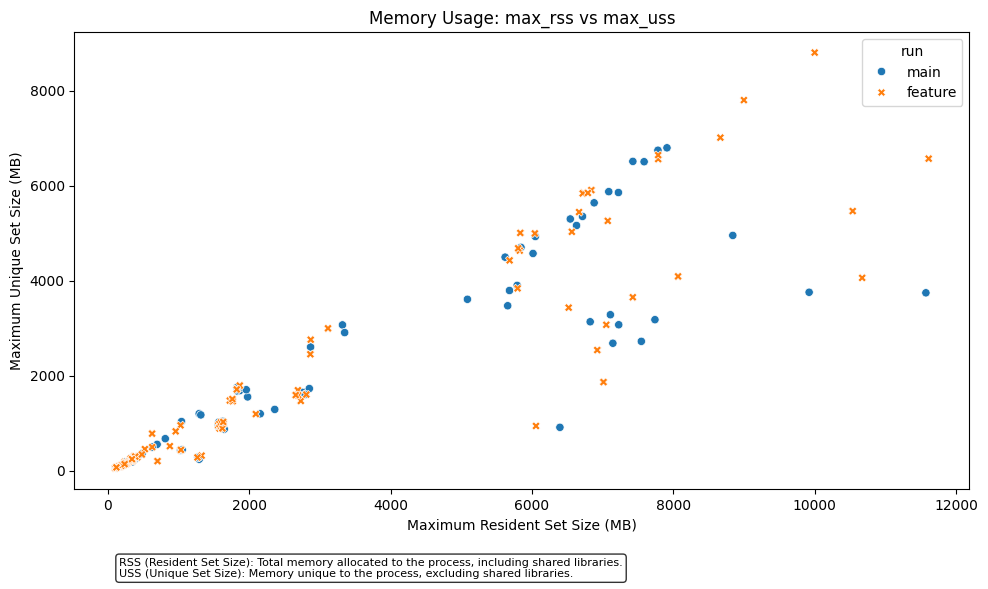 Memory Usage: max_rss vs max_uss
run
main
feature
8000
6000
4000
2000
0
Maximum Unique Set Size (MB)
0 2000 4000 6000 8000 10000 12000
Maximum Resident Set Size (MB)
RSS (Resident Set Size): Total memory allocated to the process, including shared libraries.
USS (Unique Set Size): Memory unique to the process, excluding shared libraries.